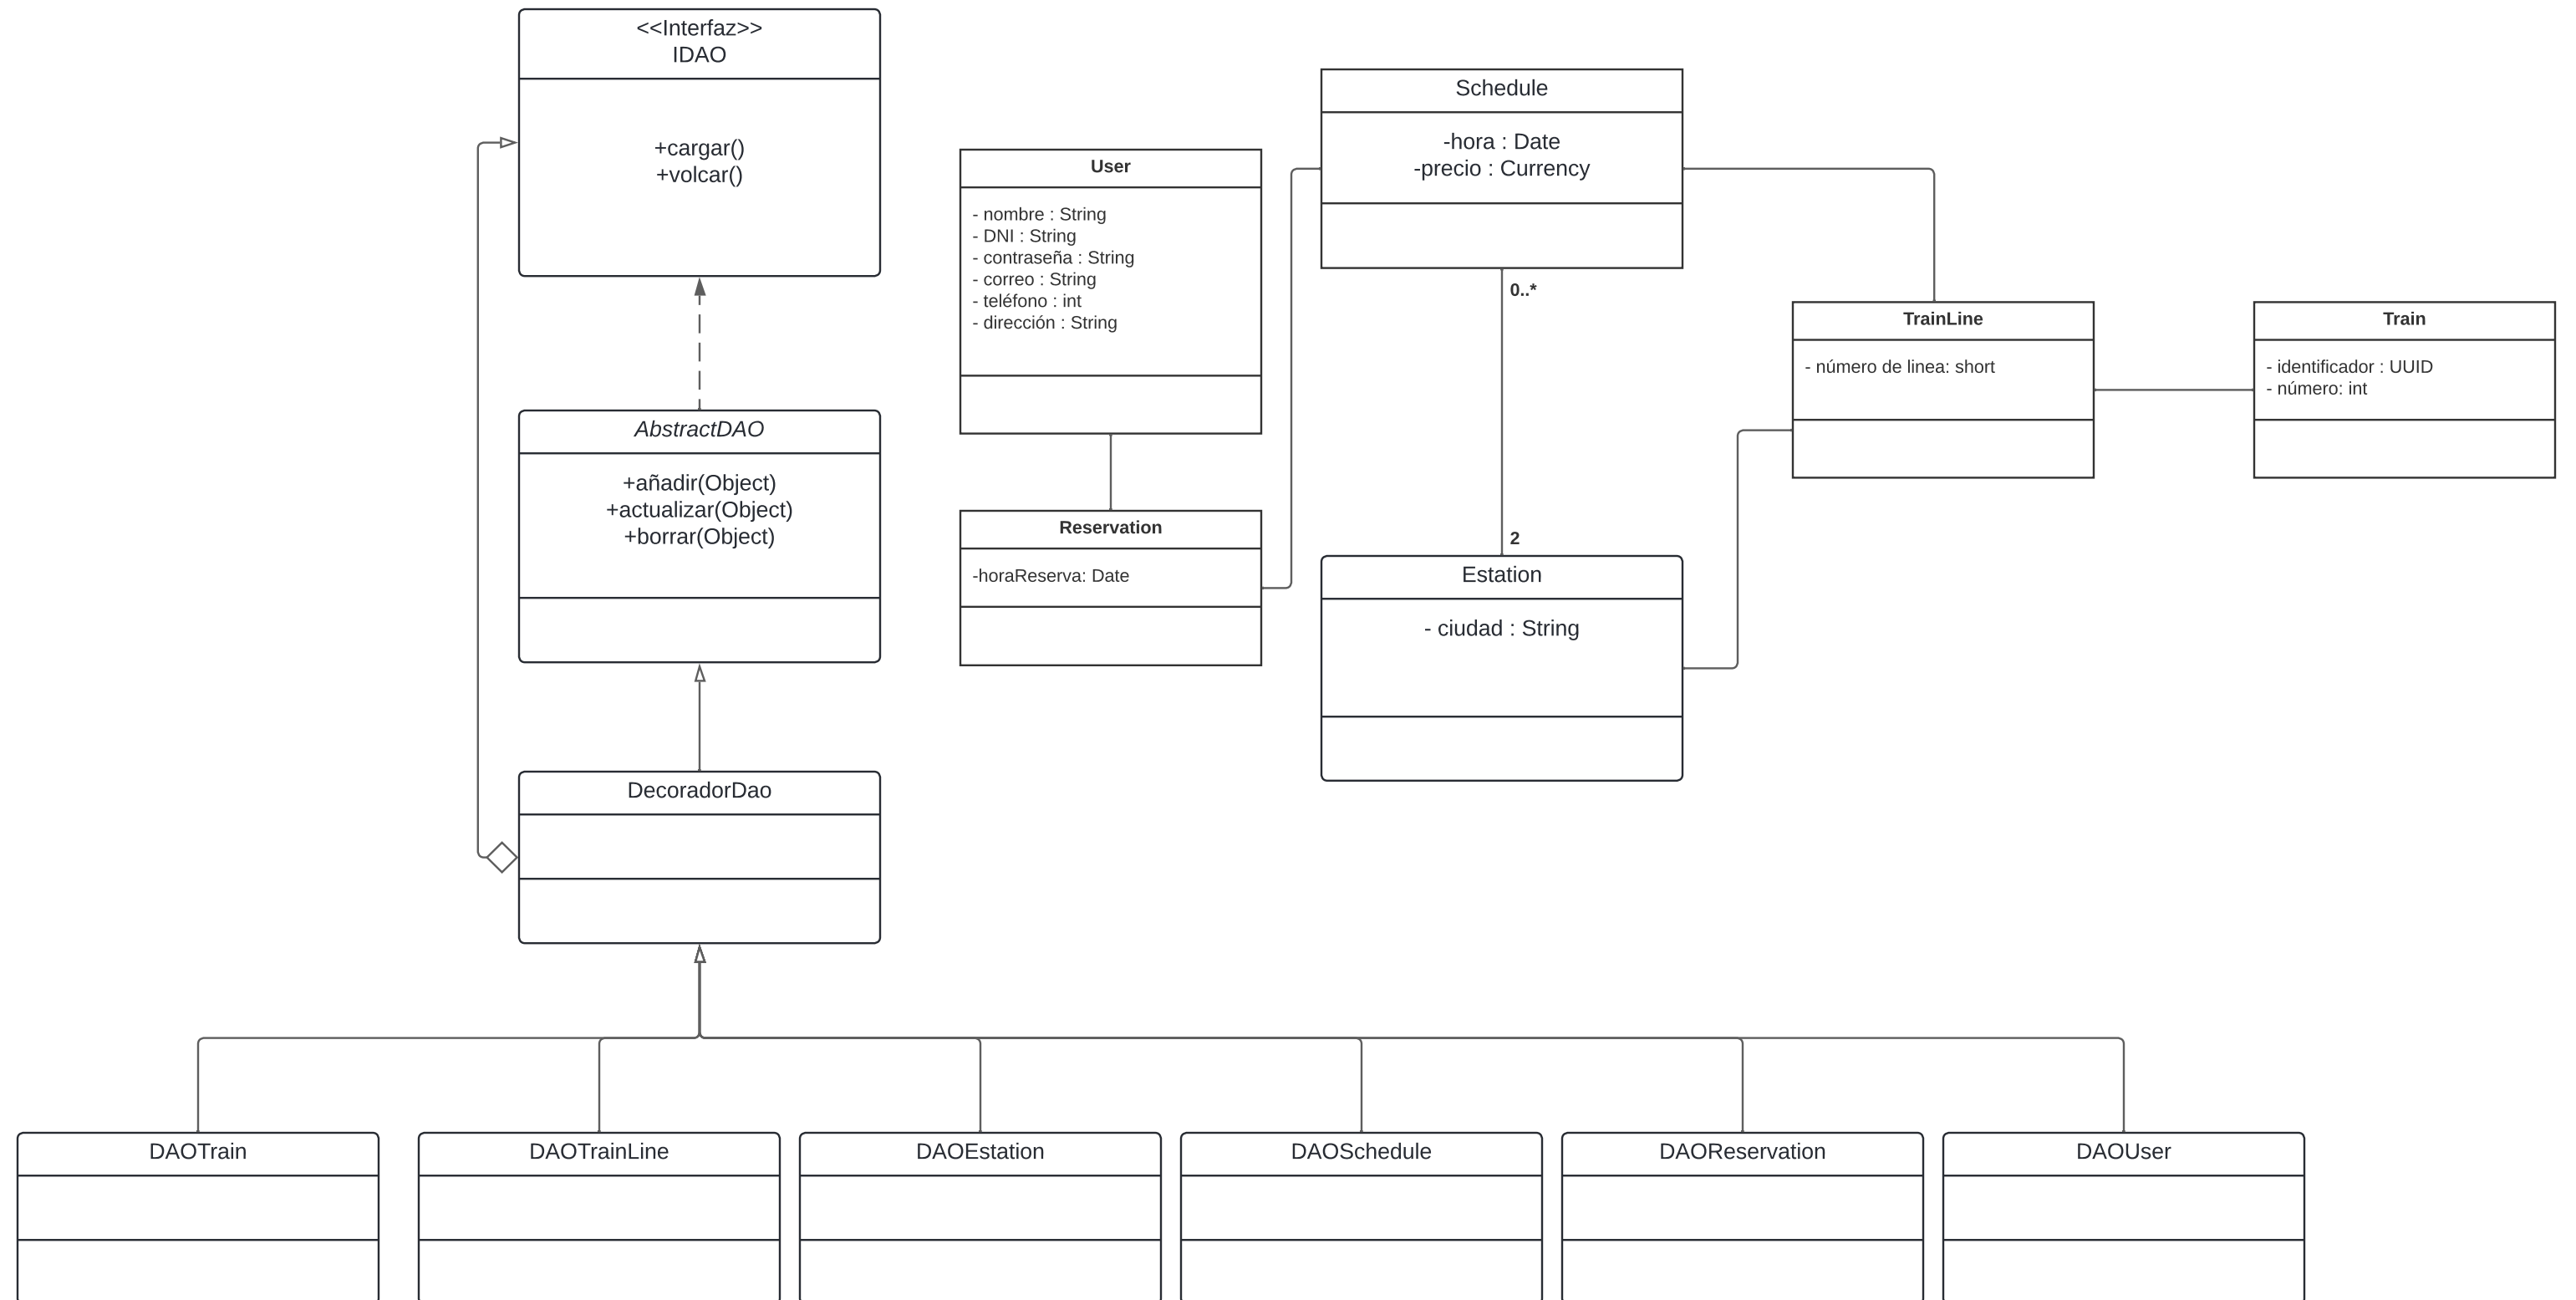 <<Interfaz>>
IDAO
+cargar()
+volcar()
AbstractDAO
+añadir(Object)
+actualizar(Object)
+borrar(Object)
DecoradorDao
User
- nombre : String
- DNI : String
- contraseña : String
- correo : String
- teléfono : int
- dirección : String
Reservation
-horaReserva: Date
Schedule
-hora : Date
-precio : Currency
0..*
2
Estation
- ciudad : String
TrainLine
- número de linea: short
Train
- identificador : UUID
- número: int
DAOTrain
DAOTrainLine
DAOEstation
DAOSchedule
DAOReservation
DAOUser